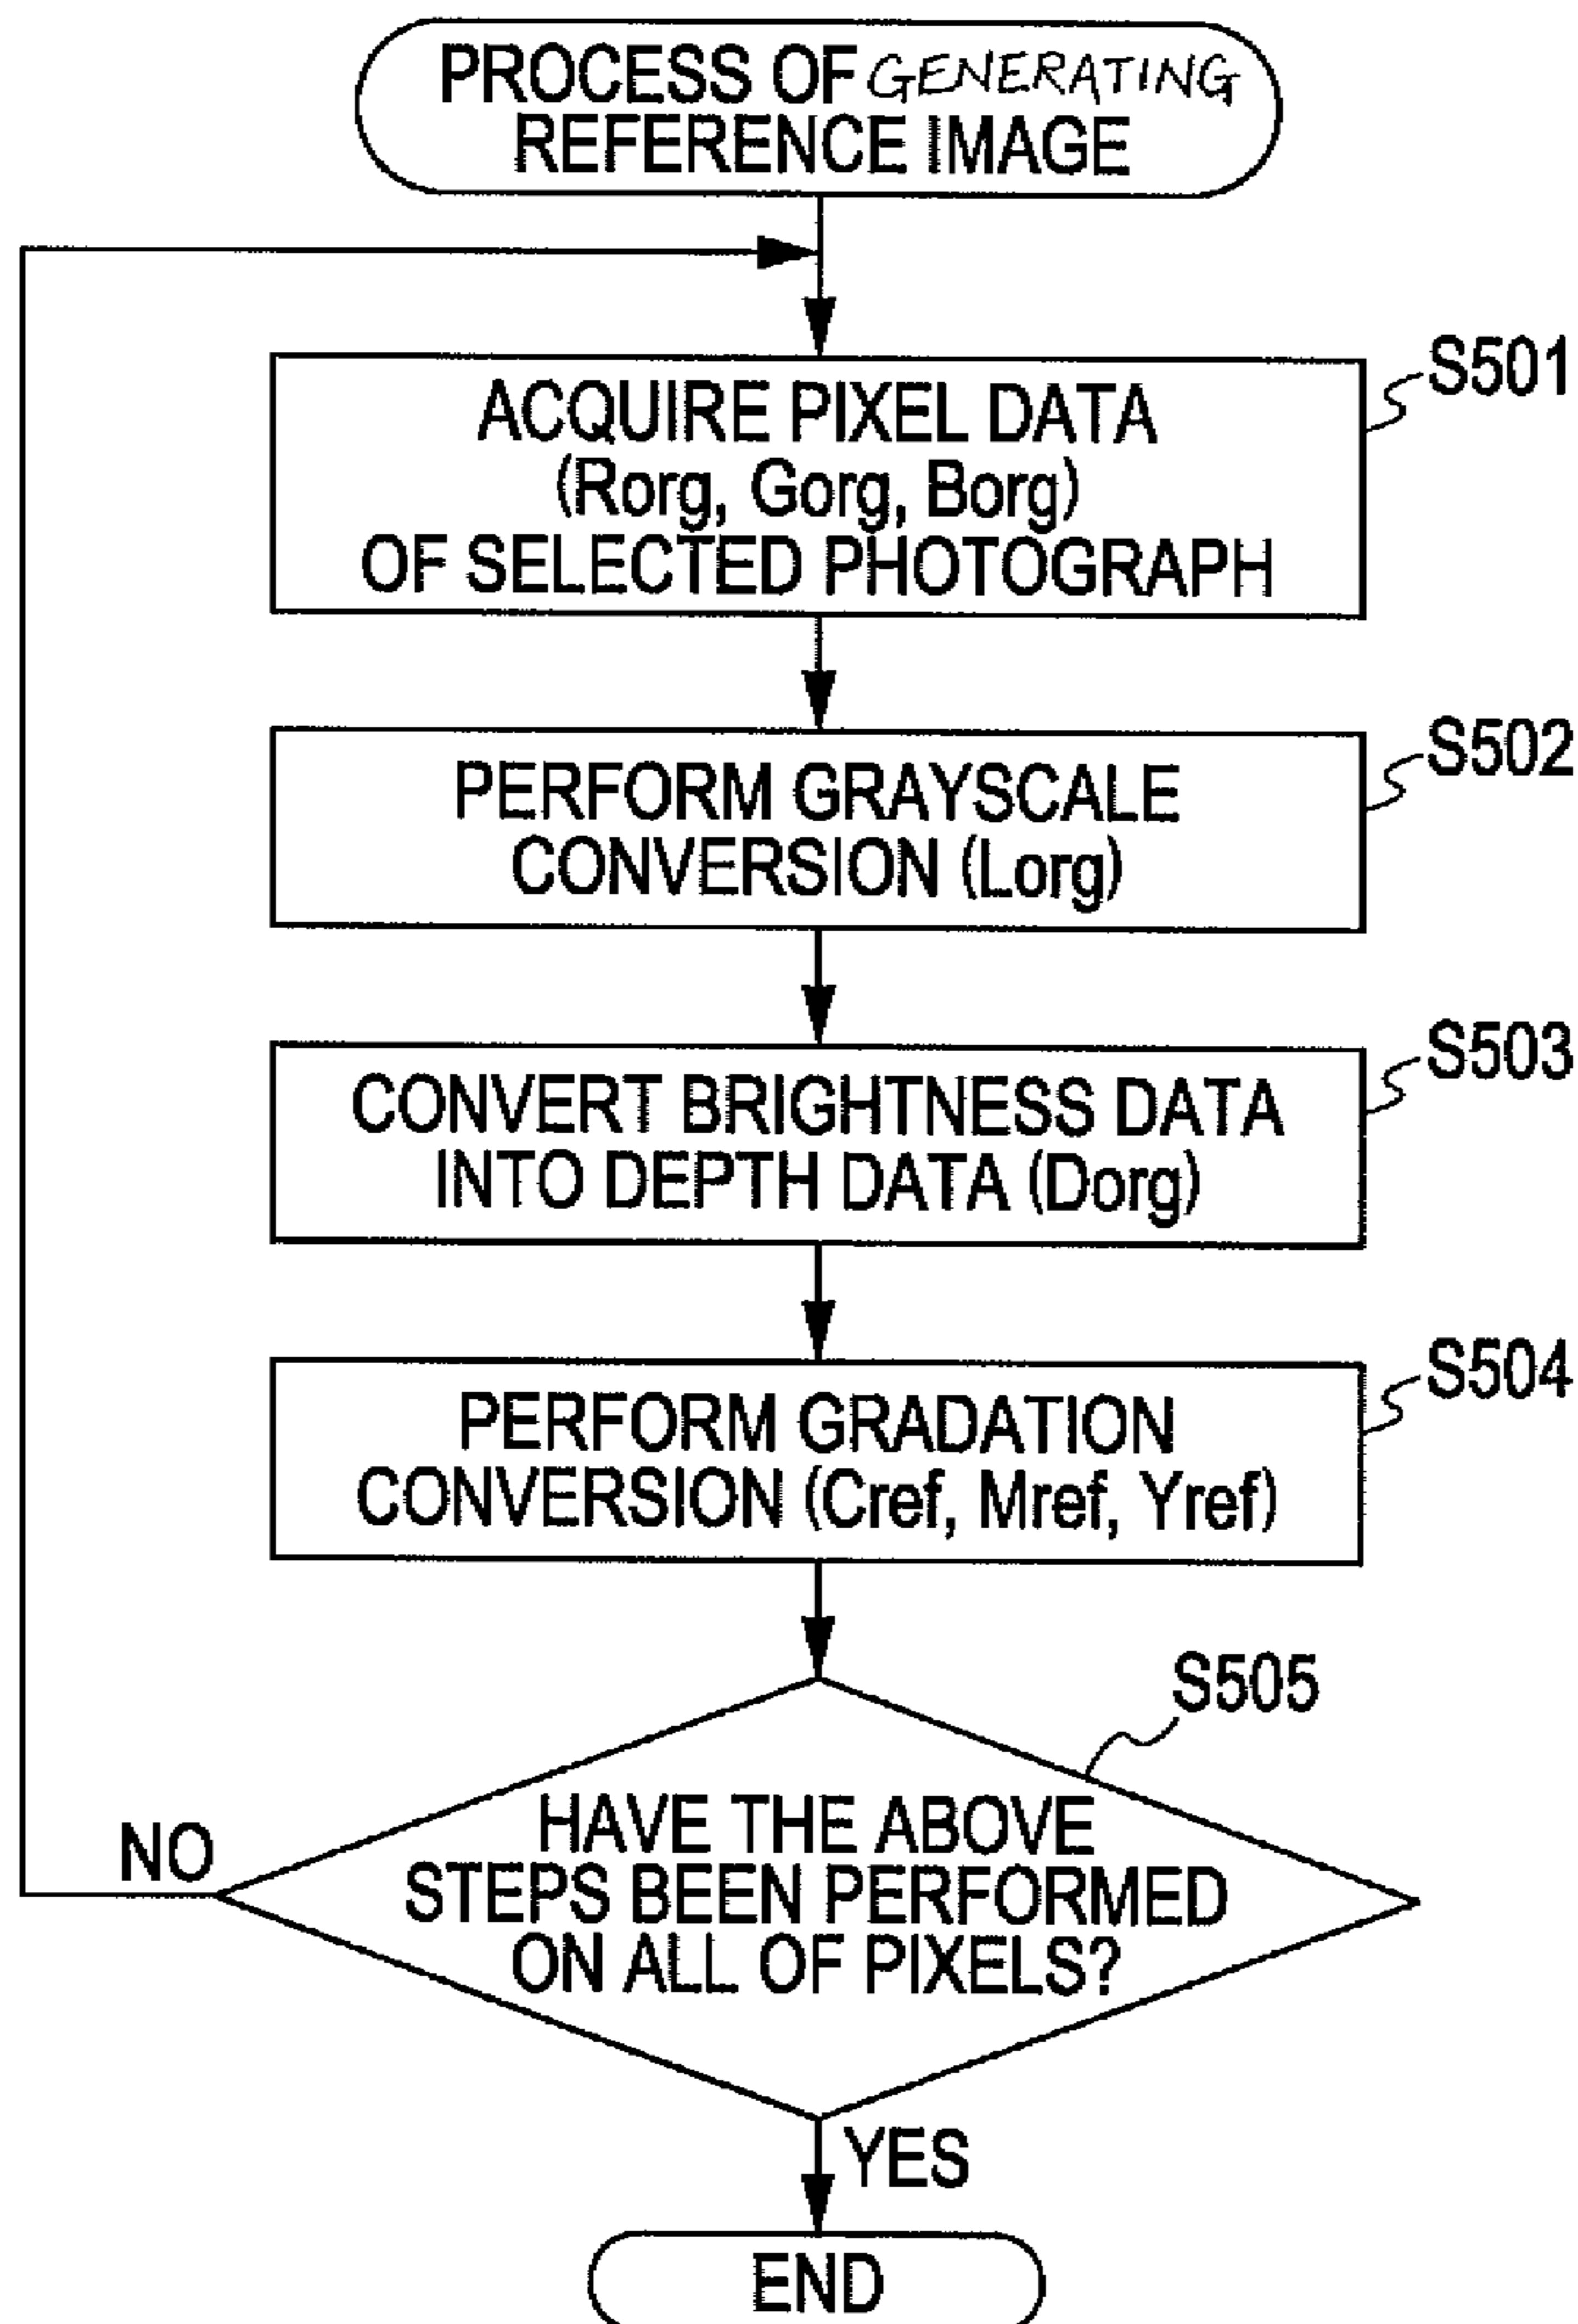 PROCESS OF GENERATING
REFERENCE IMAGE
S501
ACQUIRE PIXEL DATA
(Rorg, Gorg, Borg)
OF SELECTED PHOTOGRAPH
S502
PERFORM GRAYSCALE
CONVERSION (Lorg)
S503
CONVERT BRIGHTNESS DATA
INTO DEPTH DATA (Dorg)
S504
PERFORM GRADATION
CONVERSION (Cref, Mref, Yref)
S505
HAVE THE ABOVE
STEPS BEEN PERFORMED
ON ALL OF PIXELS?
NO
YES
END